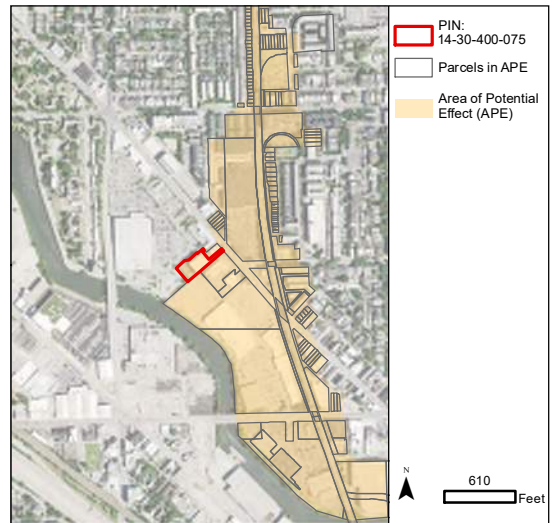 PIN:
14-30-400-075
Parcels in APE
Area of Potential
Effect (APE)
N
610
Feet